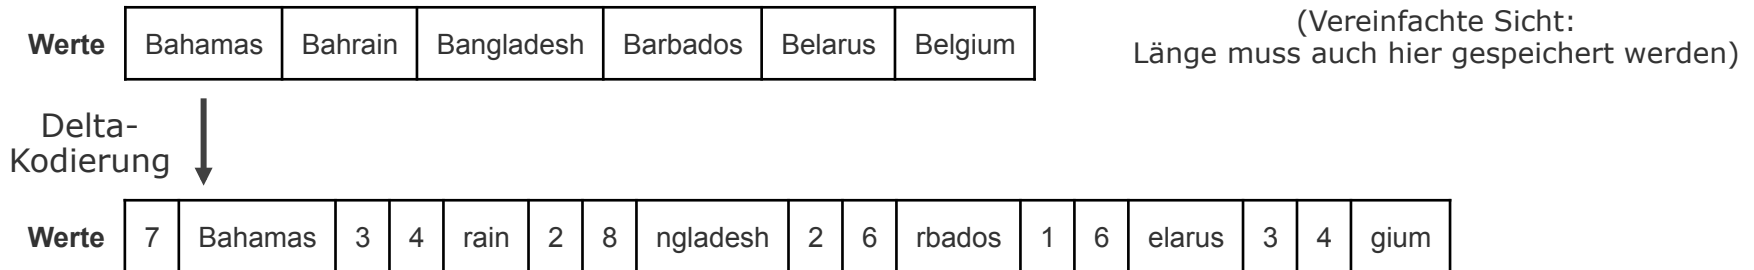 (Vereinfachte Sicht:
Länge muss auch hier gespeichert werden)
Werte Bahamas Bahrain Bangladesh Barbados Belarus Belgium
Delta-
Kodierung
Werte 7 Bahamas 3 4 rain 2 8 ngladesh 2 6 rbados 1 6 elarus 3 4 gium